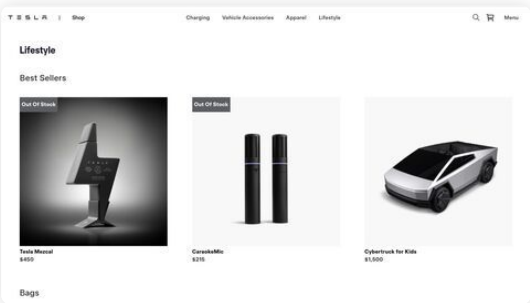 TESLA | Shop
Charging Vehicle Accessories Apparel Lifestyle
Menu
Lifestyle
Best Sellers
Out Of Stock
TESLA
Out Of Stock
Tesla Mezcal
$450
CaraokeMic
$215
Cybertruck for Kids
$1,500
Bags